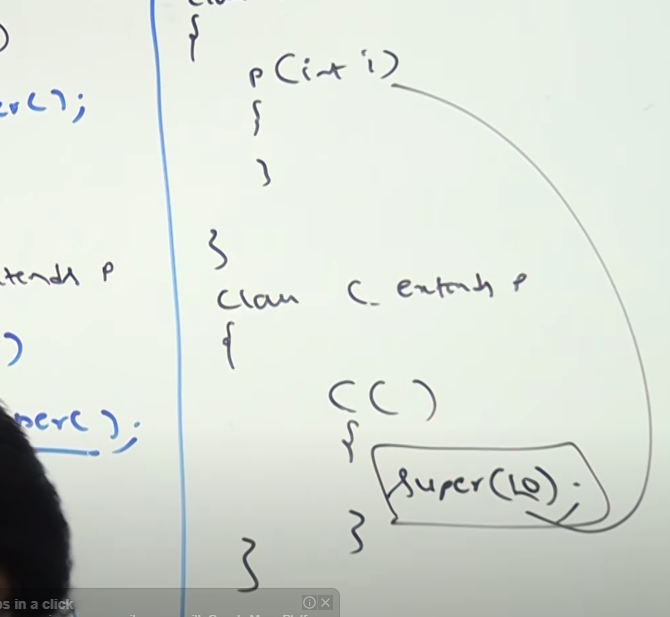 )
{
p(int i)
er();
{
}
}
tends p
class C extends p
{
)
C()
{
per();
super(10);
}
}
s in a click